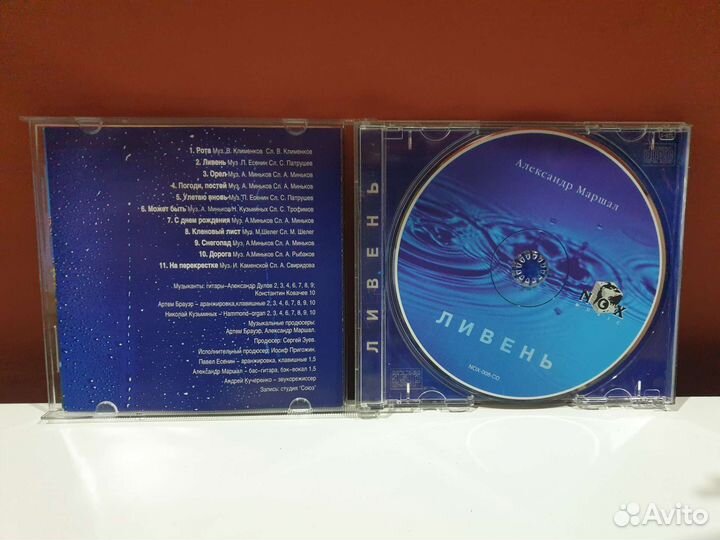 1. Рота Муз. В. Клименков Сл. В. Клименков
2. Ливень Муз .П. Есенин Сл. С. Патрушев
3. Орел Муз. А. Миньков Сл. А. Миньков
4. Погоди, постей Муз. А. Миньков Сл. А. Миньков
5. Улетаю вновь Муз. П. Есенин Сл. С. Патрушев
6. Может быть Муз. А. Миньков/Н. Кузьминых Сл. С. Трофимов
7. С днем рождения Муз. А.Миньков Сл. А. Миньков
8. Кленовый лист Муз. М.Шелег Сл. М. Шелег
9. Снегопад Муз. А.Миньков Сл. А. Миньков
10. Дорога Муз. А.Миньков Сл. А. Рыбаков
11. На перекрестке Муз. И. Каменской Сл. А. Свиридова
Музыканты: гитары–Александр Дулов 2, 3, 4, 6, 7, 8, 9;
Константин Ковачев 10
Артем Брауэр – аранжировка,клавишные 2, 3, 4, 6, 7, 8, 9, 10
Николай Кузьминых – Hammond-organ 2, 3, 4, 6, 7, 8, 9, 10
Музыкальные продюсеры:
Артем Брауэр, Александр Маршал.
Продюсер: Сергей Зуев.
Исполнительный продюсер: Иосиф Пригожин.
Павел Есенин – аранжировка, клавишные 1,5
Александр Маршал – бас-гитара, бэк-вокал 1,5
Андрей Кучеренко – звукорежиссер
Запись: студия "Союз"
ЛИВЕНЬ
Александр Маршал
NOX
ЛИВЕНЬ
NOX-008-CD
Avito